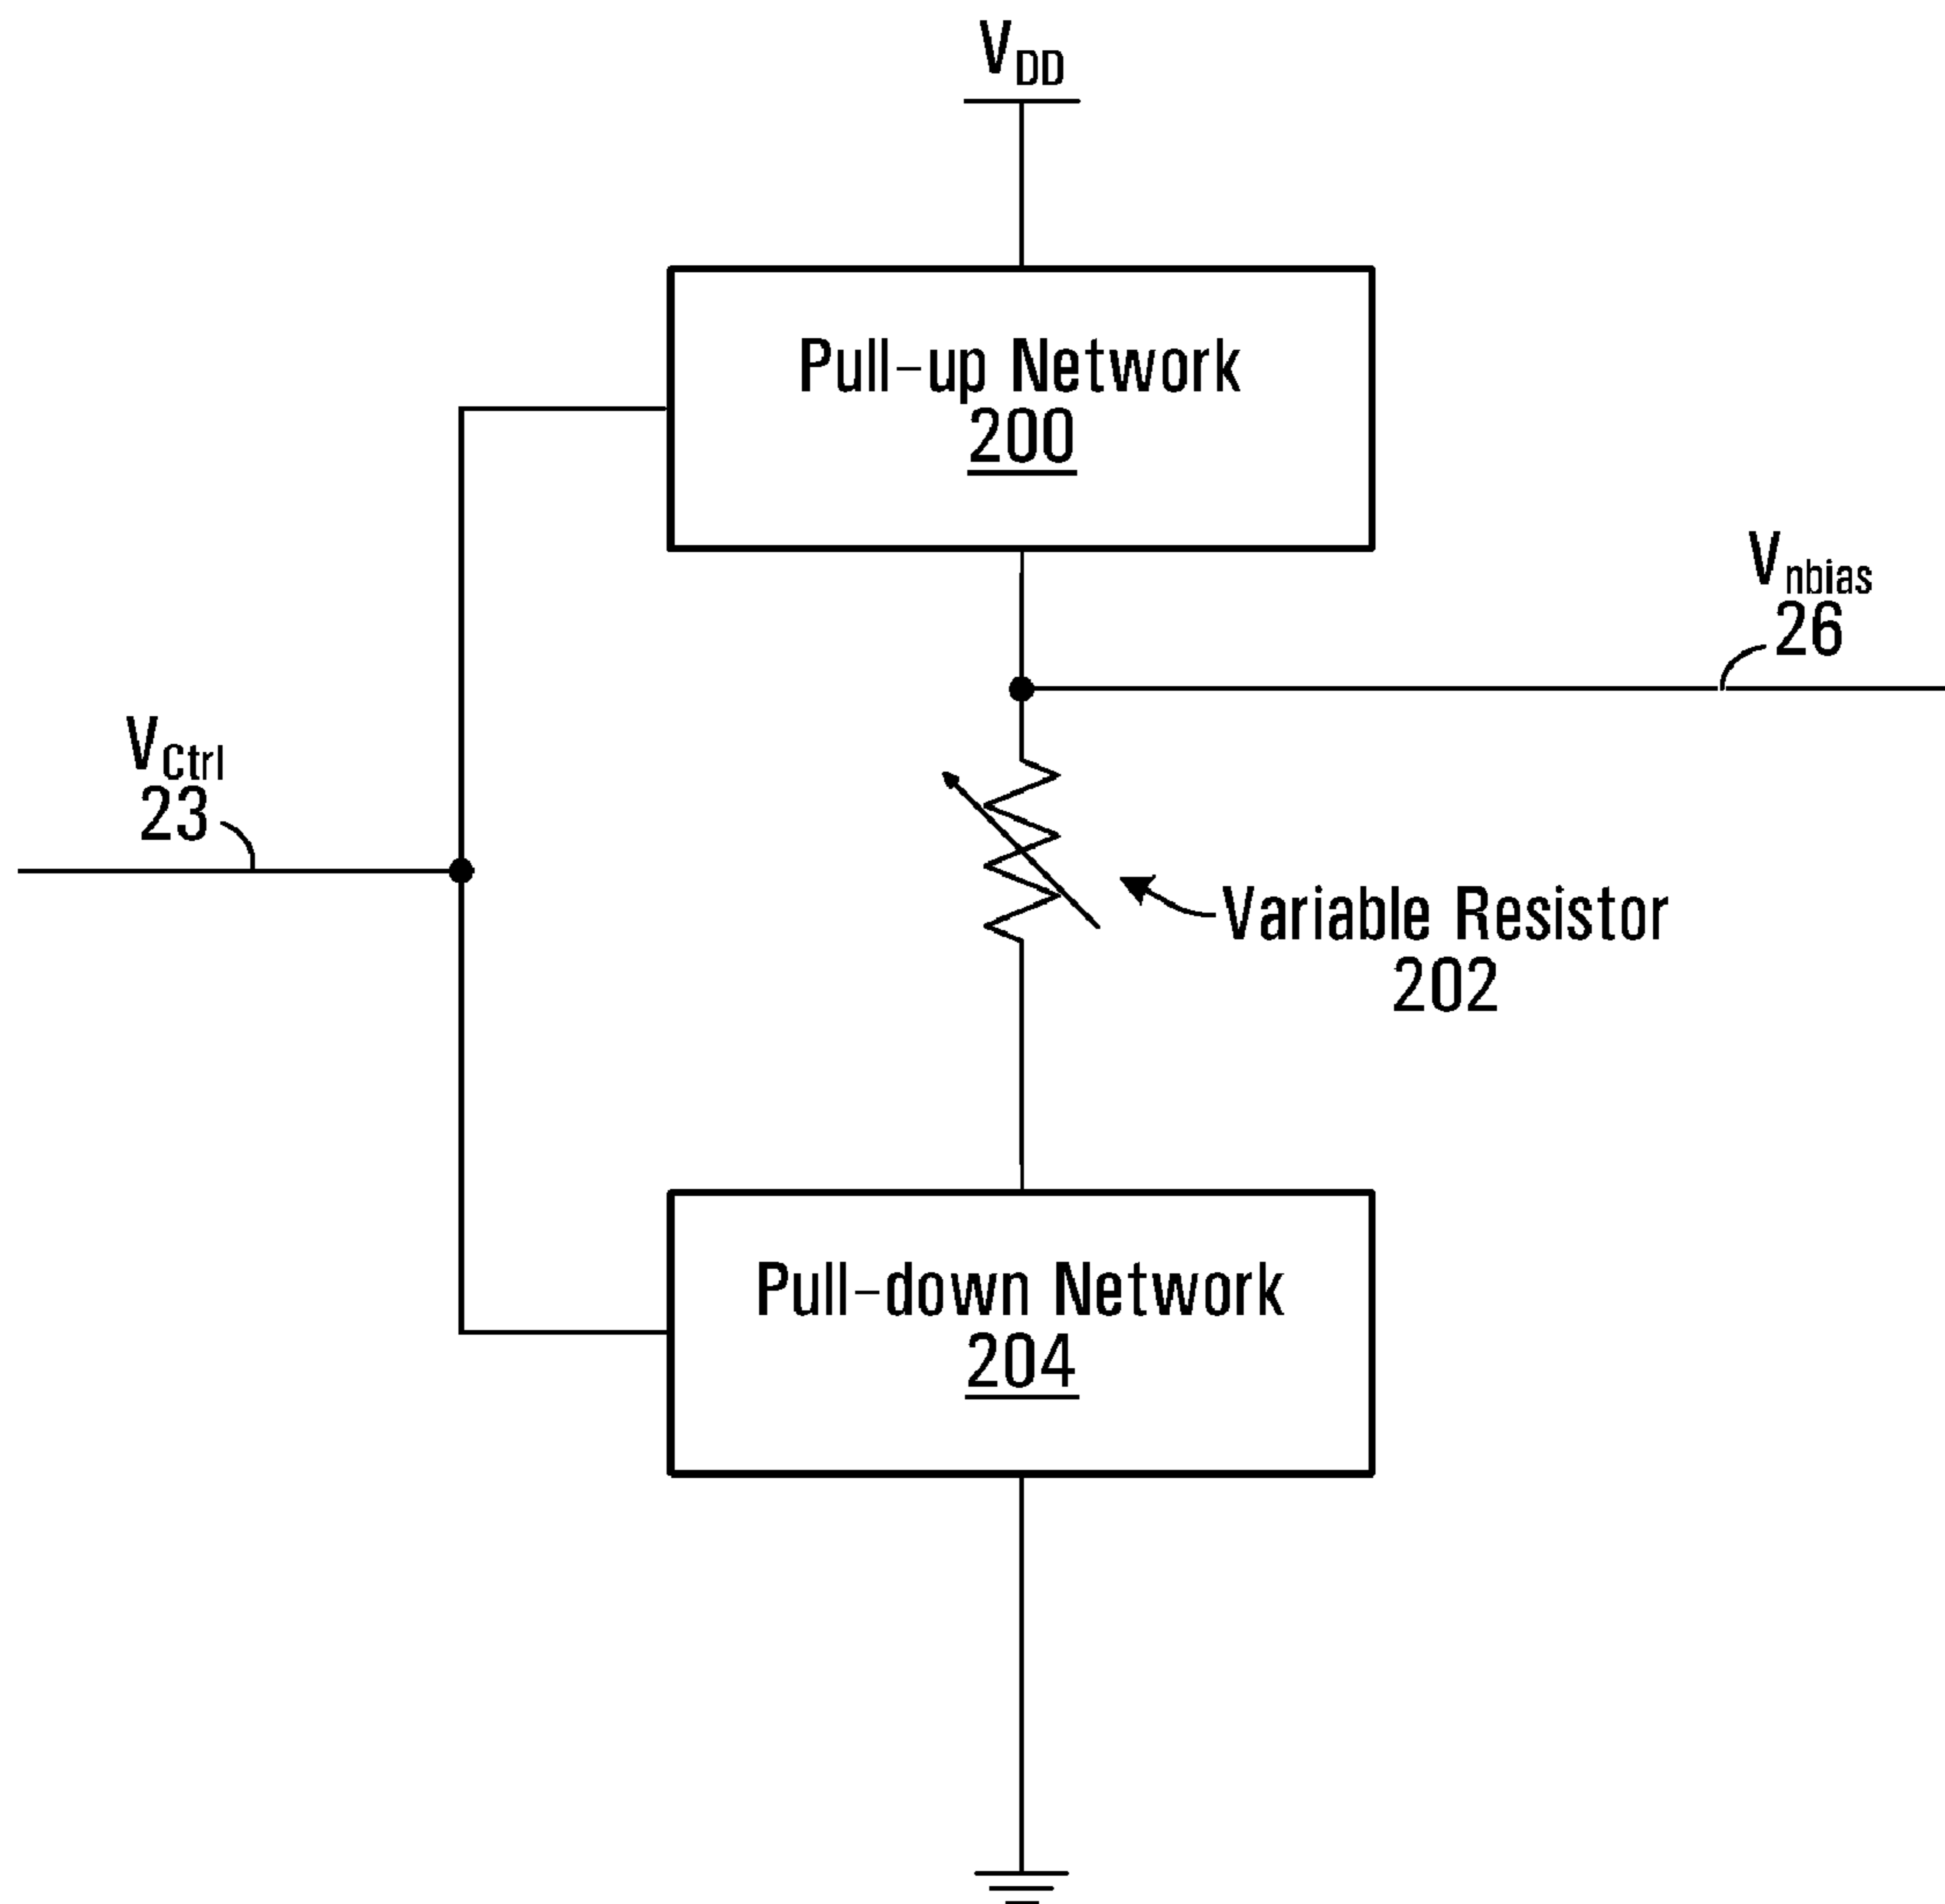 VDD
Pull-up Network
200
Vnbias
26
VCtrl
23
Variable Resistor
202
Pull-down Network
204